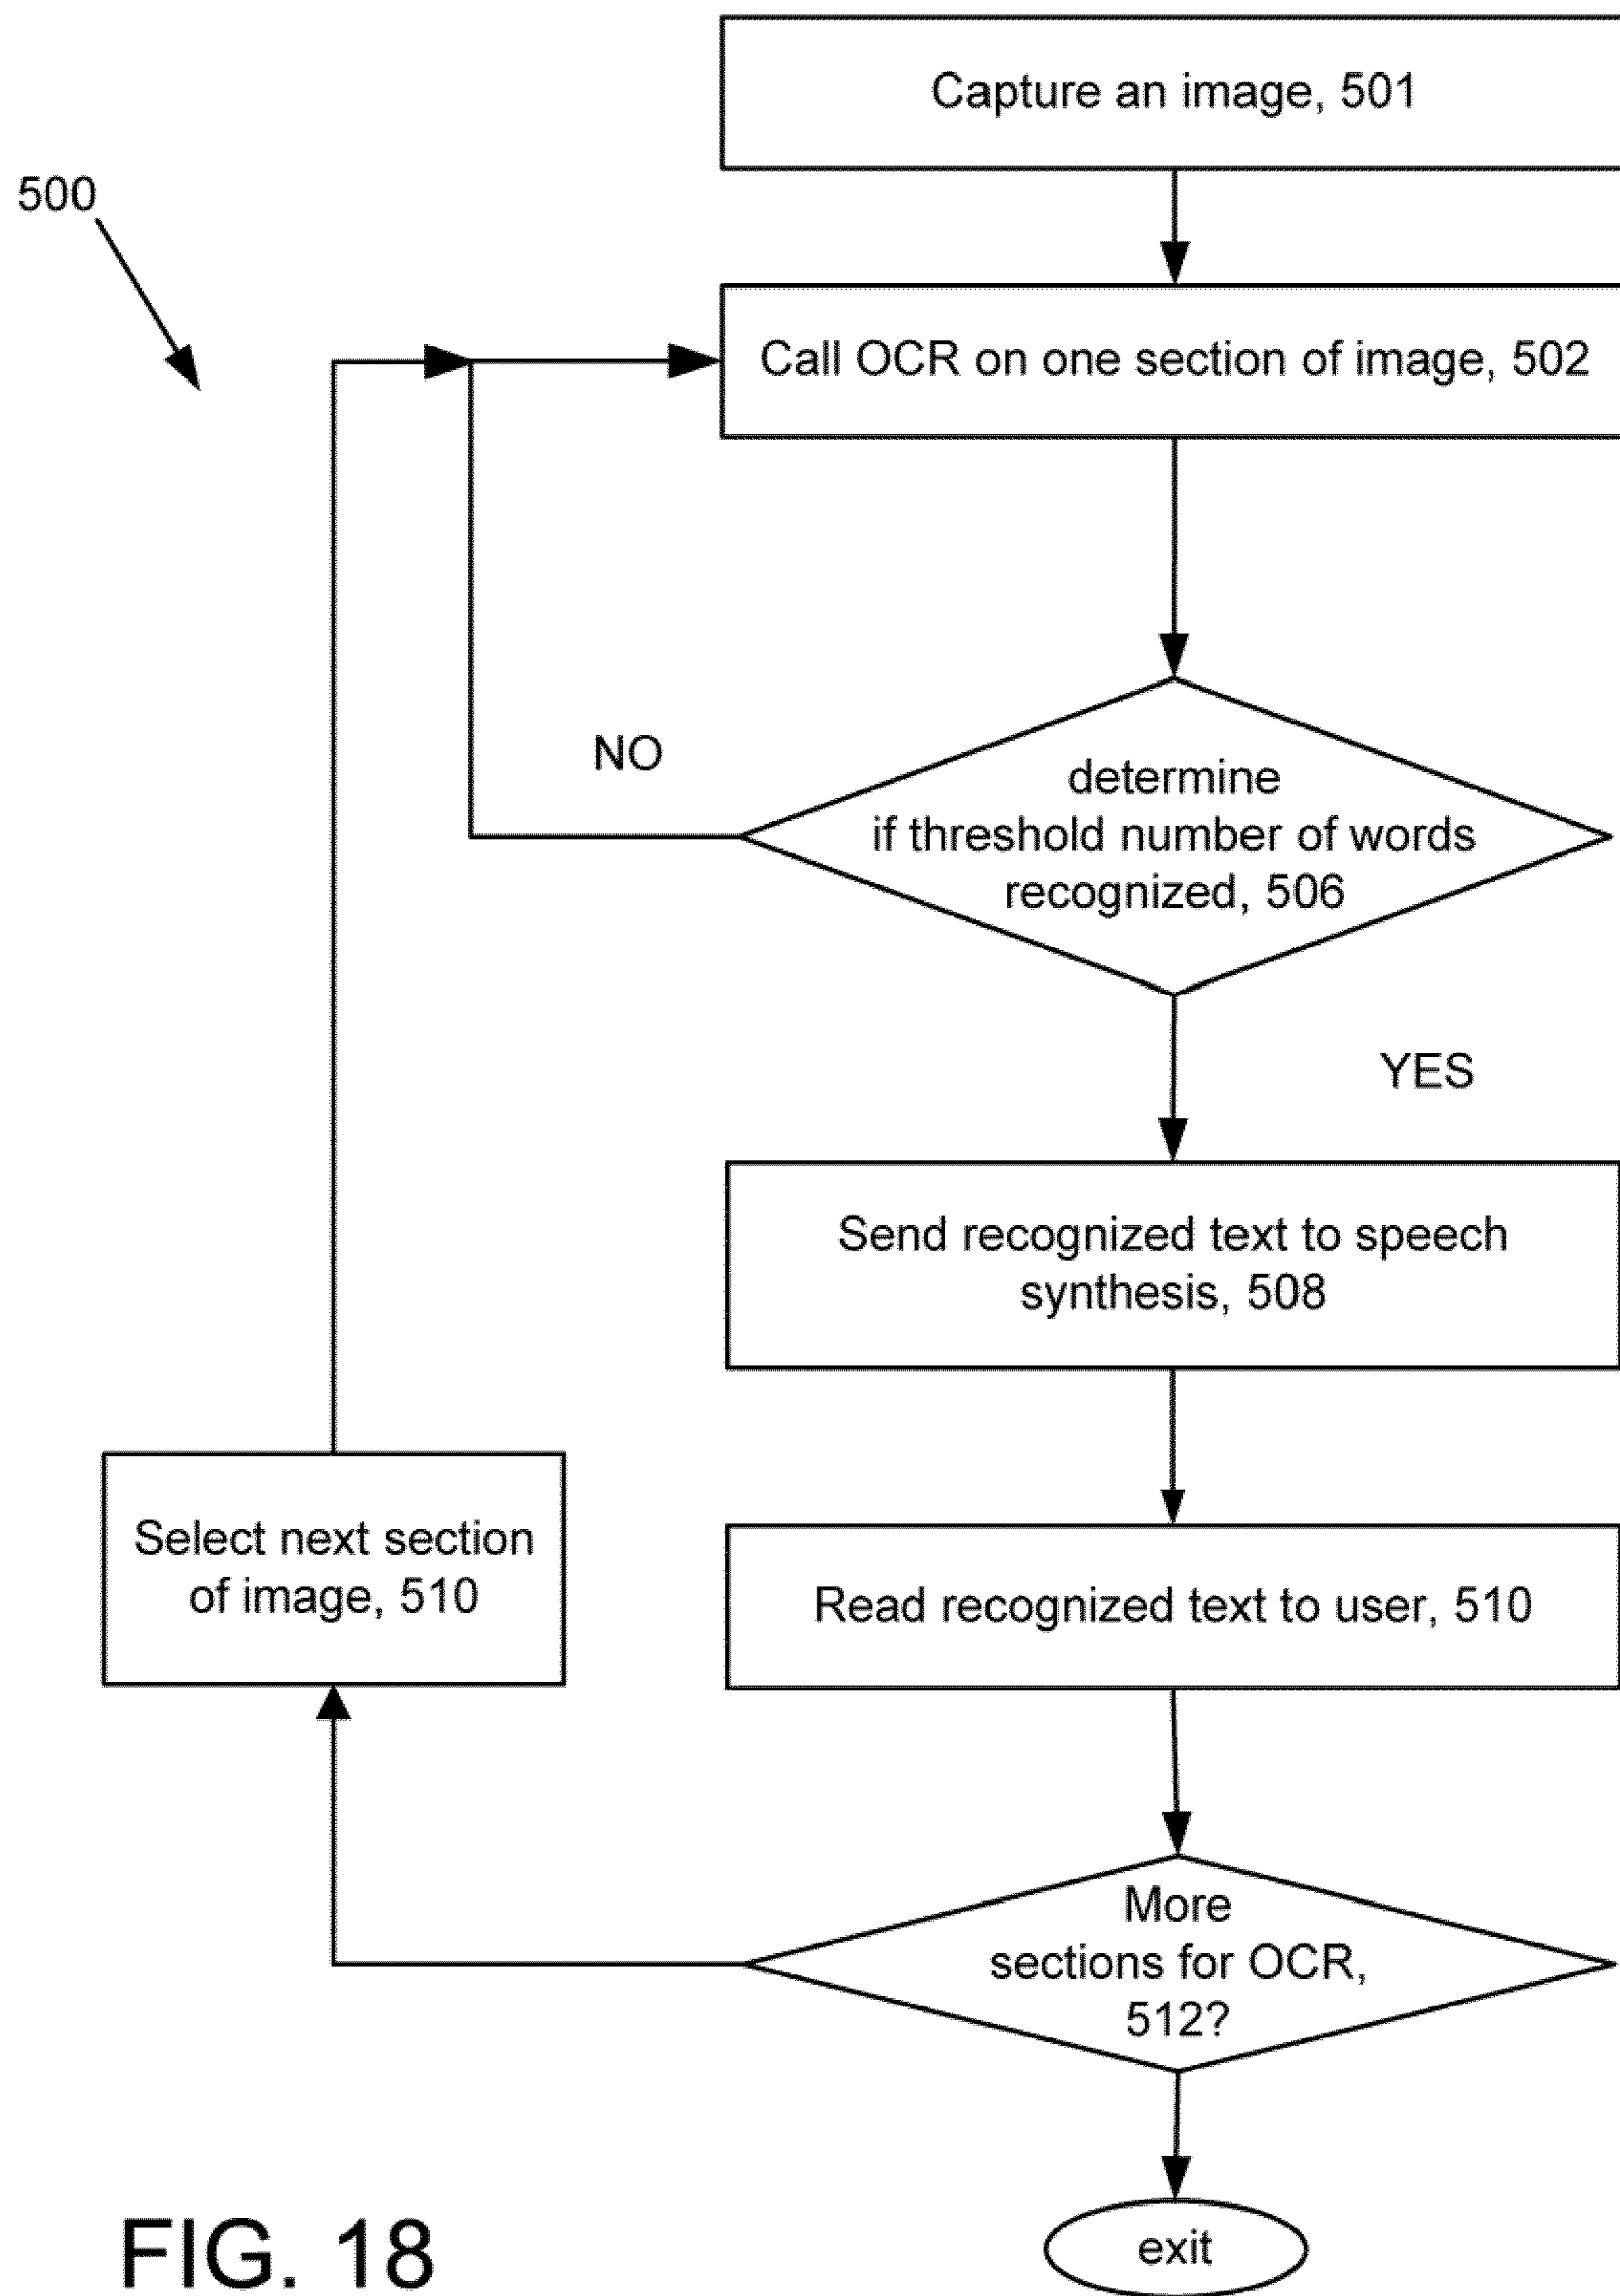 Capture an image, 501
500
Call OCR on one section of image, 502
NO
determine
if threshold number of words
recognized, 506
YES
Send recognized text to speech
synthesis, 508
Select next section
of image, 510
Read recognized text to user, 510
More
sections for OCR,
512?
exit
FIG. 18